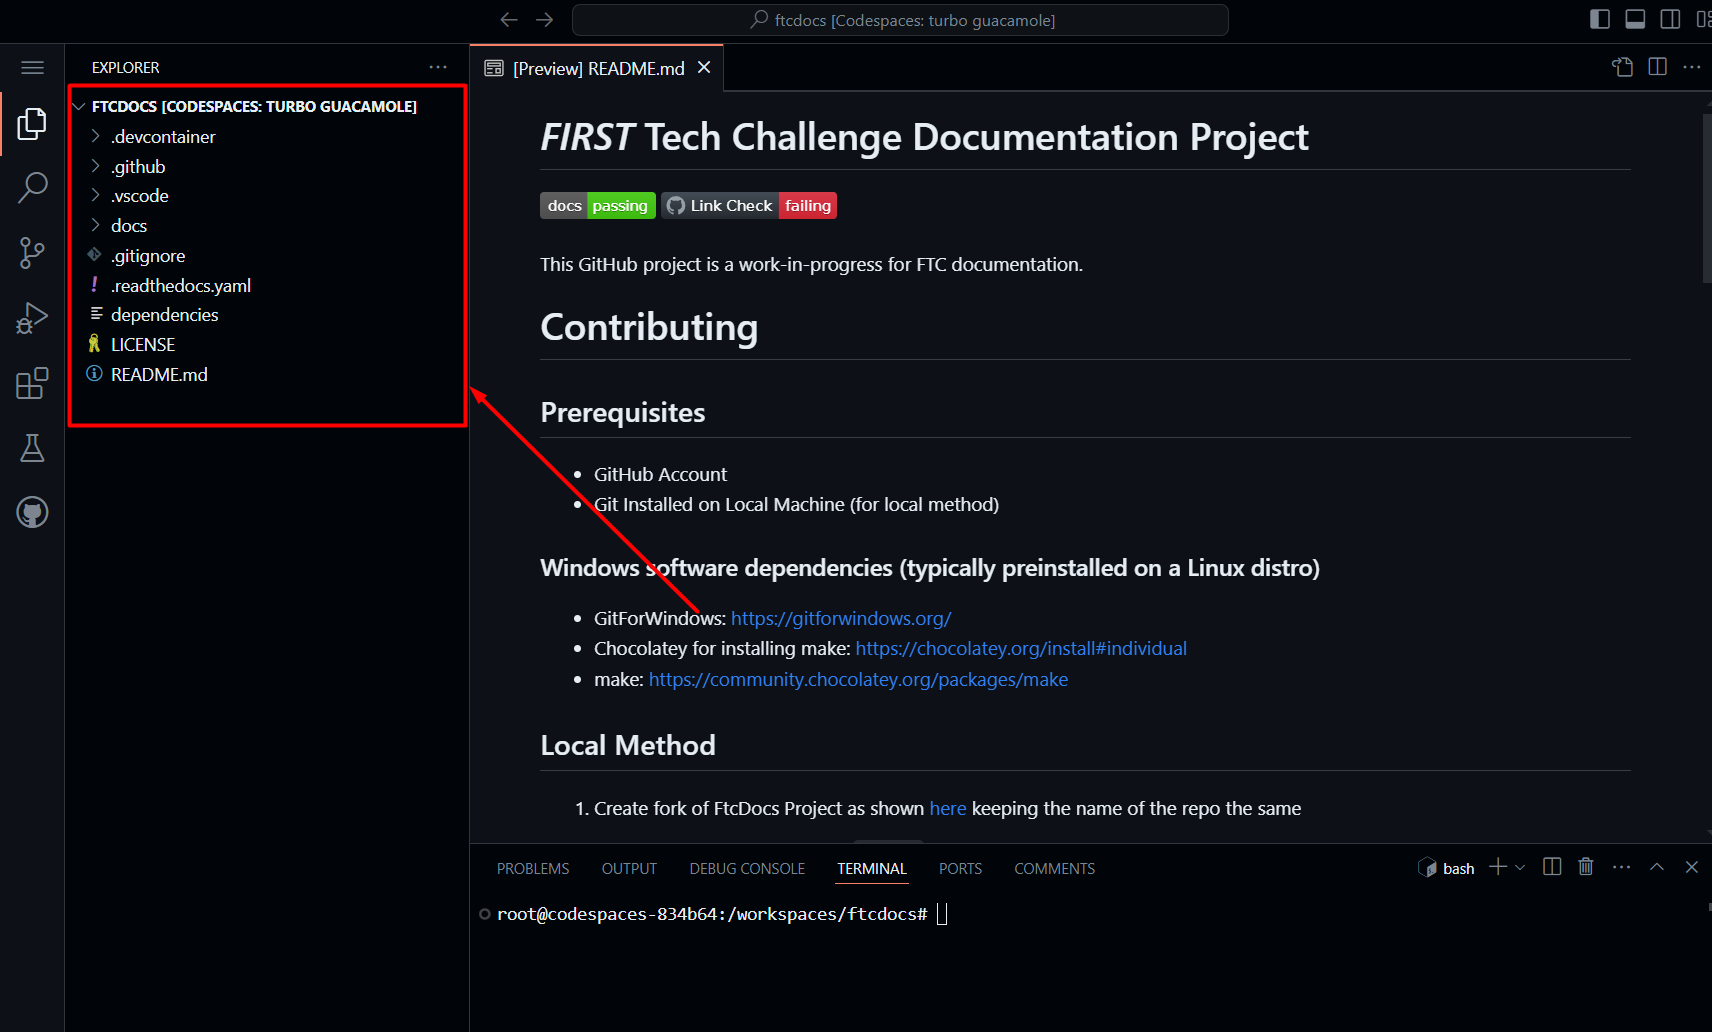 ftcdocs [Codespaces: turbo guacamole]
EXPLORER
FTCDOCS [CODESPACES: TURBO GUACAMOLE]
.devcontainer
.github
.vscode
docs
.gitignore
.readthedocs.yaml
dependencies
LICENSE
README.md
[Preview] README.md
FIRST Tech Challenge Documentation Project
docs passing Link Check failing
This GitHub project is a work-in-progress for FTC documentation.
Contributing
Prerequisites
• GitHub Account
• Git Installed on Local Machine (for local method)
Windows software dependencies (typically preinstalled on a Linux distro)
• GitForWindows: https://gitforwindows.org/
• Chocolatey for installing make: https://chocolatey.org/install#individual
• make: https://community.chocolatey.org/packages/make
Local Method
1. Create fork of FtcDocs Project as shown here keeping the name of the repo the same
PROBLEMS OUTPUT DEBUG CONSOLE TERMINAL PORTS COMMENTS bash
root@codespaces-834b64:/workspaces/ftcdocs#